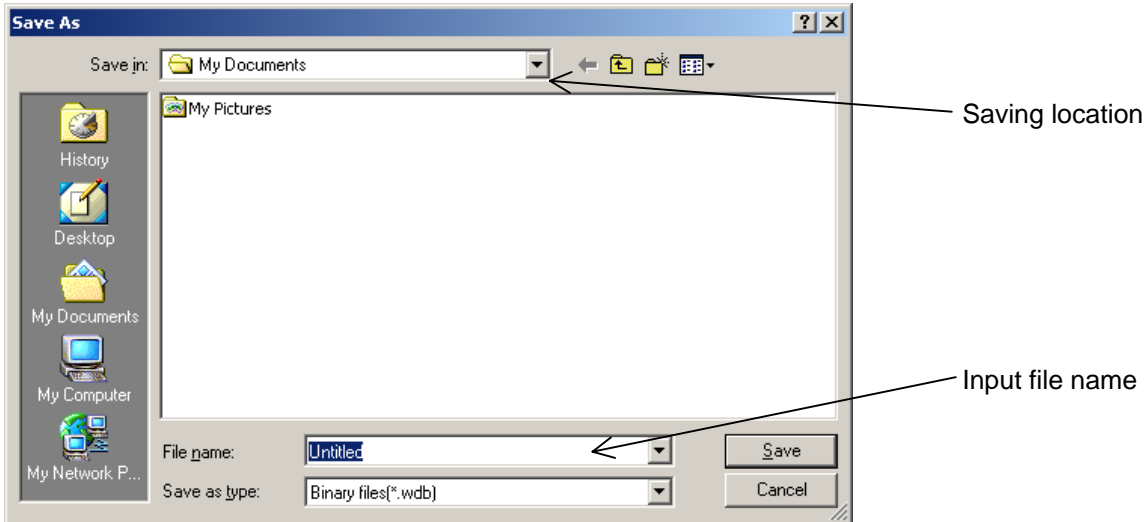 Save As
Save in: My Documents
My Pictures
Saving location
History
Desktop
My Documents
My Computer
My Network P...
File name: Untitled
Save
Input file name
Save as type: Binary files(*.wdb)
Cancel